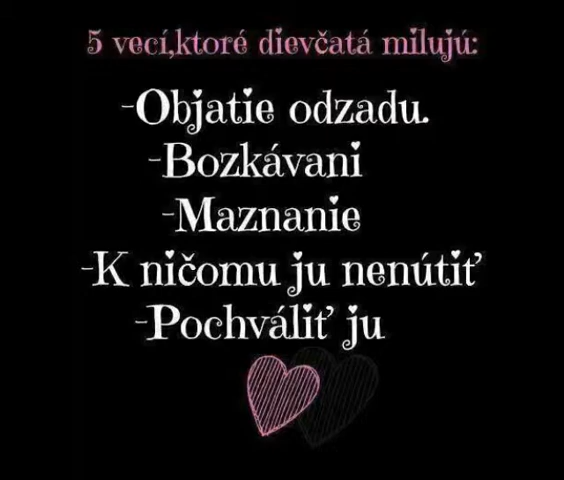 5 vecí,ktoré dievčatá milujú:
-Objatie odzadu.
-Bozkávani
-Maznanie
-K ničomu ju nenútiť
-Pochváliť ju